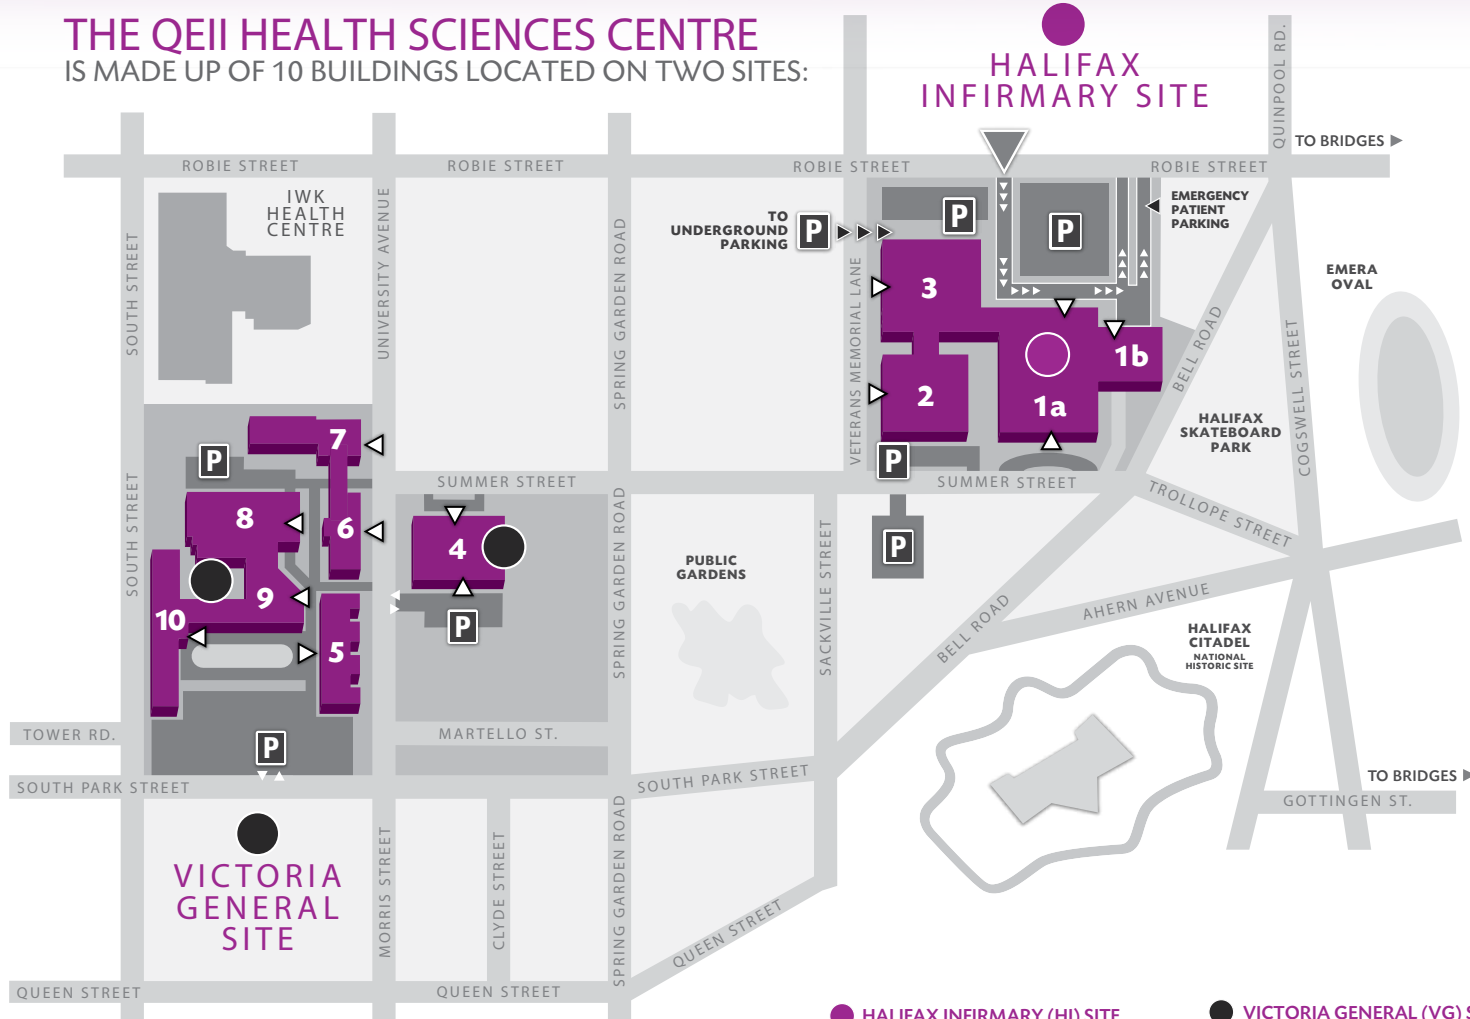 THE QEII HEALTH SCIENCES CENTRE
IS MADE UP OF 10 BUILDINGS LOCATED ON TWO SITES:
HALIFAX
INFIRMARY SITE
QUINPOOL RD.
TO BRIDGES
ROBIE STREET
ROBIE STREET
ROBIE STREET
ROBIE STREET
IWK
HEALTH
CENTRE
SOUTH STREET
UNIVERSITY AVENUE
SPRING GARDEN ROAD
TO
UNDERGROUND
PARKING
P
P
P
EMERGENCY
PATIENT
PARKING
EMERA
OVAL
VETERANS MEMORIAL LANE
3
2
1a
1b
BELL ROAD
COGSWELL STREET
HALIFAX
SKATEBOARD
PARK
7
P
P
SUMMER STREET
SUMMER STREET
TROLLOPE STREET
SOUTH STREET
8
6
4
9
10
5
P
P
SPRING GARDEN ROAD
PUBLIC
GARDENS
SACKVILLE STREET
BELL ROAD
AHERN AVENUE
HALIFAX
CITADEL
NATIONAL
HISTORIC SITE
TOWER RD.
P
MARTELLO ST.
SOUTH PARK STREET
SOUTH PARK STREET
TO BRIDGES
GOTTINGEN ST.
VICTORIA
GENERAL
SITE
MORRIS STREET
CLYDE STREET
SPRING GARDEN ROAD
QUEEN STREET
QUEEN STREET
QUEEN STREET
HALIFAX INFIRMARY (HI) SITE
VICTORIA GENERAL (VG) S